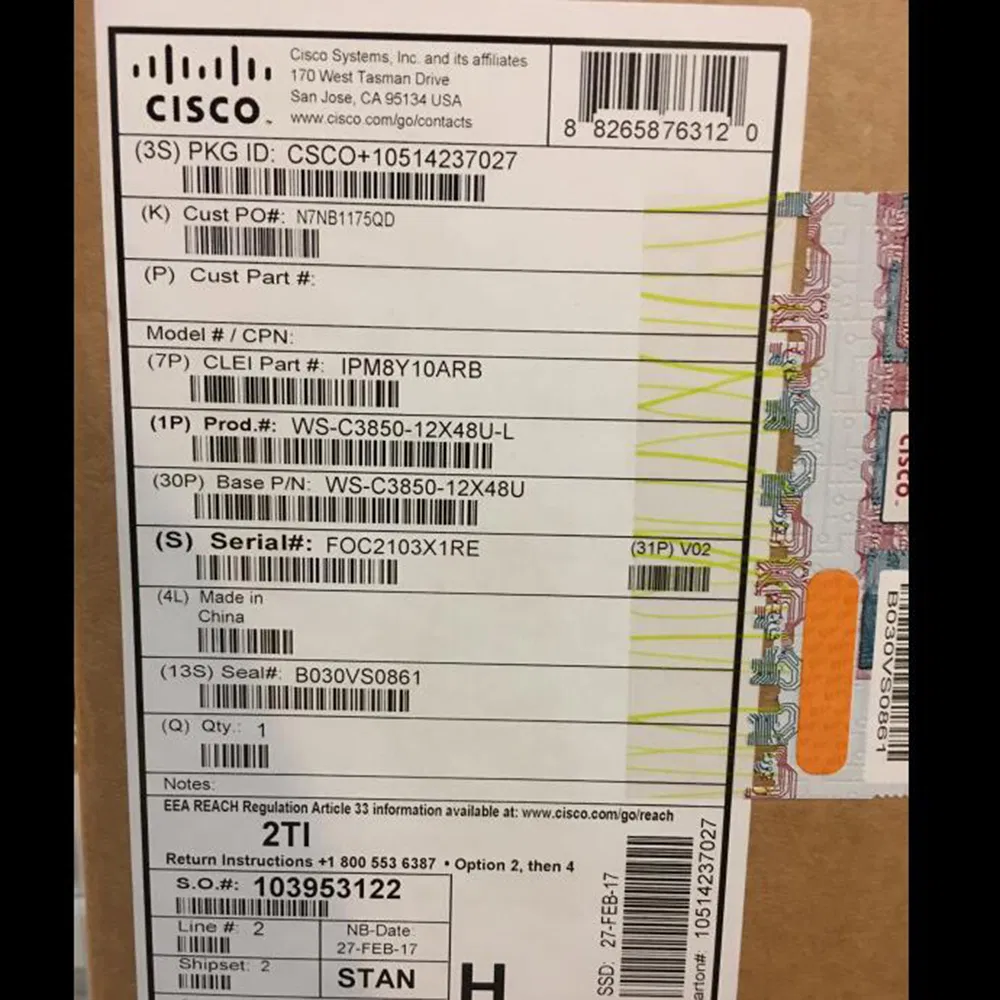 CISCO
Cisco Systems, Inc. and its affiliates
170 West Tasman Drive
San Jose, CA 95134 USA
www.cisco.com/go/contacts
8 8265876312 0
(3S) PKG ID: CSCO+10514237027
(K) Cust PO#: N7NB1175QD
(P) Cust Part #:
Model # / CPN:
(7P) CLEI Part #: IPM8Y10ARB
(1P) Prod.#: WS-C3850-12X48U-L
(30P) Base P/N: WS-C3850-12X48U
(S) Serial#: FOC2103X1RE
(31P) V02
(4L) Made in
China
(13S) Seal#: B030VS0861
(Q) Qty.: 1
Notes:
EEA REACH Regulation Article 33 information available at: www.cisco.com/go/reach
2TI
Return Instructions +1 800 553 6387 • Option 2, then 4
S.O.#: 103953122
Line #: 2
NB-Date:
27-FEB-17
Shipset: 2
STAN
H
SSD: 27-FEB-17
arton#: 10514237027
CISCO
B030VS0861